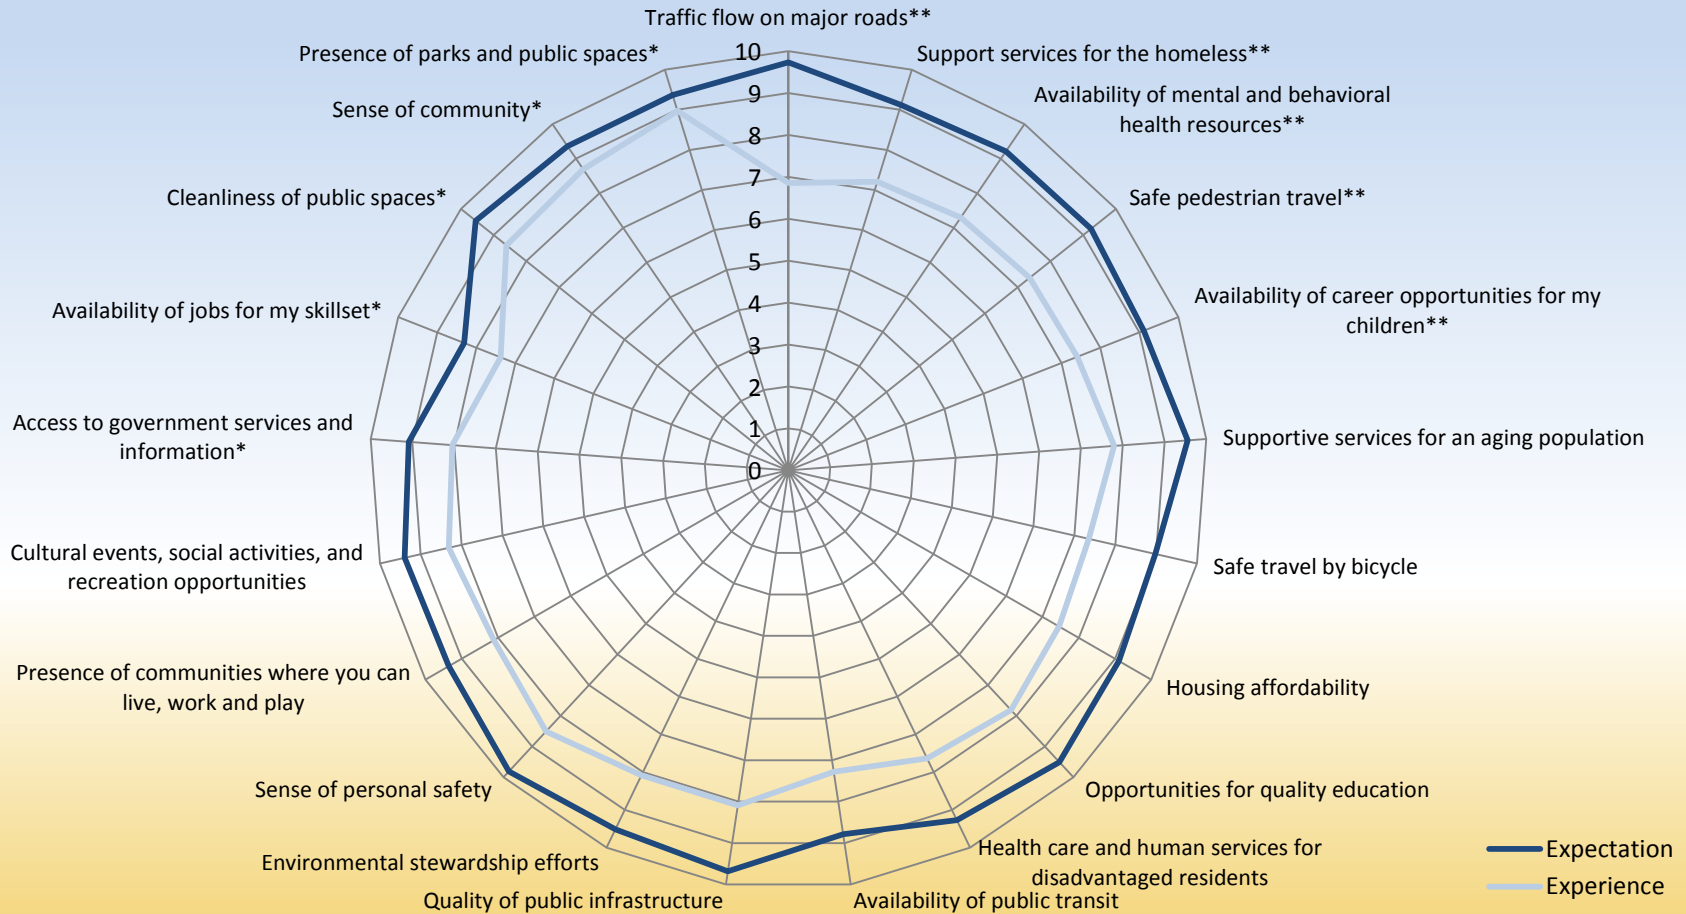 Traffic flow on major roads**
Presence of parks and public spaces*
Support services for the homeless**
Sense of community*
Availability of mental and behavioral
health resources**
Cleanliness of public spaces*
Safe pedestrian travel**
Availability of jobs for my skillset*
Availability of career opportunities for my
children**
Access to government services and
information*
Supportive services for an aging population
Cultural events, social activities, and
recreation opportunities
Safe travel by bicycle
Presence of communities where you can
live, work and play
Housing affordability
Sense of personal safety
Opportunities for quality education
Environmental stewardship efforts
Health care and human services for
disadvantaged residents
Quality of public infrastructure
Availability of public transit
10
9
8
7
6
5
4
3
2
1
0
Expectation
Experience